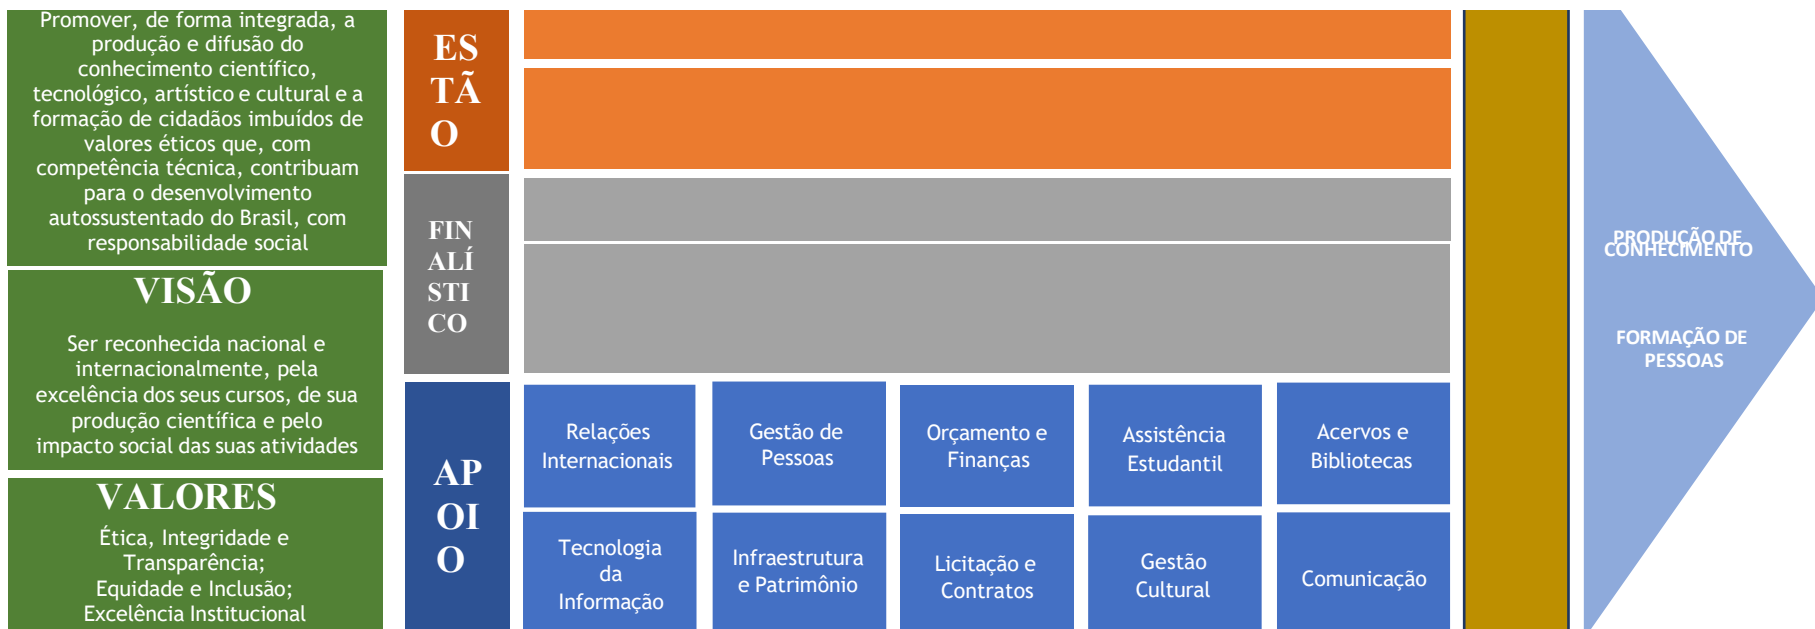 Promover, de forma integrada, a
produção e difusão do
conhecimento científico,
tecnológico, artístico e cultural e a
formação de cidadãos imbuídos de
valores éticos que, com
competência técnica, contribuam
para o desenvolvimento
autossustentado do Brasil, com
responsabilidade social
VISÃO
Ser reconhecida nacional e
internacionalmente, pela
excelência dos seus cursos, de sua
produção científica e pelo
impacto social das suas atividades
VALORES
Ética, Integridade e
Transparência;
Equidade e Inclusão;
Excelência Institucional
ES
TÃ
O
FIN
ALÍ
STI
CO
AP
OI
O
Relações
Internacionais
Gestão de
Pessoas
Orçamento e
Finanças
Assistência
Estudantil
Acervos e
Bibliotecas
Tecnologia
da
Informação
Infraestrutura
e Patrimônio
Licitação e
Contratos
Gestão
Cultural
Comunicação
PRODUÇÃO DE
CONHECIMENTO
FORMAÇÃO DE
PESSOAS